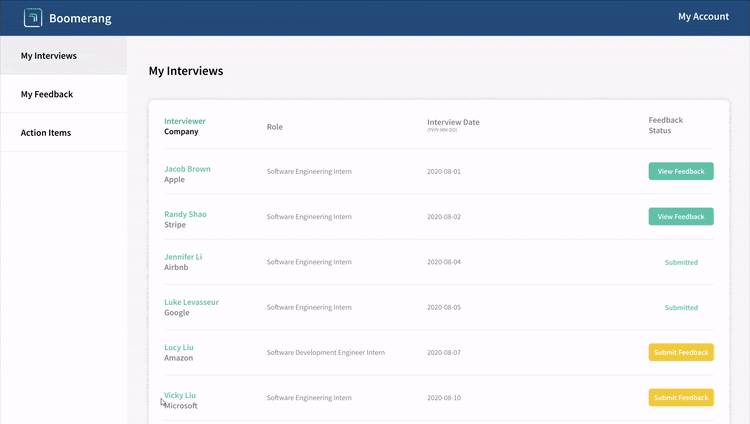 Boomerang
My Account
My Interviews
My Feedback
Action Items
My Interviews
Interviewer
Company
Role
Interview Date
(YYYY-MM-DD)
Feedback
Status
Jacob Brown
Apple
Software Engineering Intern
2020-08-01
View Feedback
Randy Shao
Stripe
Software Engineering Intern
2020-08-02
View Feedback
Jennifer Li
Airbnb
Software Engineering Intern
2020-08-04
Submitted
Luke Levasseur
Google
Software Engineering Intern
2020-08-05
Submitted
Lucy Liu
Amazon
Software Development Engineer Intern
2020-08-07
Submit Feedback
Vicky Liu
Microsoft
Software Engineering Intern
2020-08-10
Submit Feedback